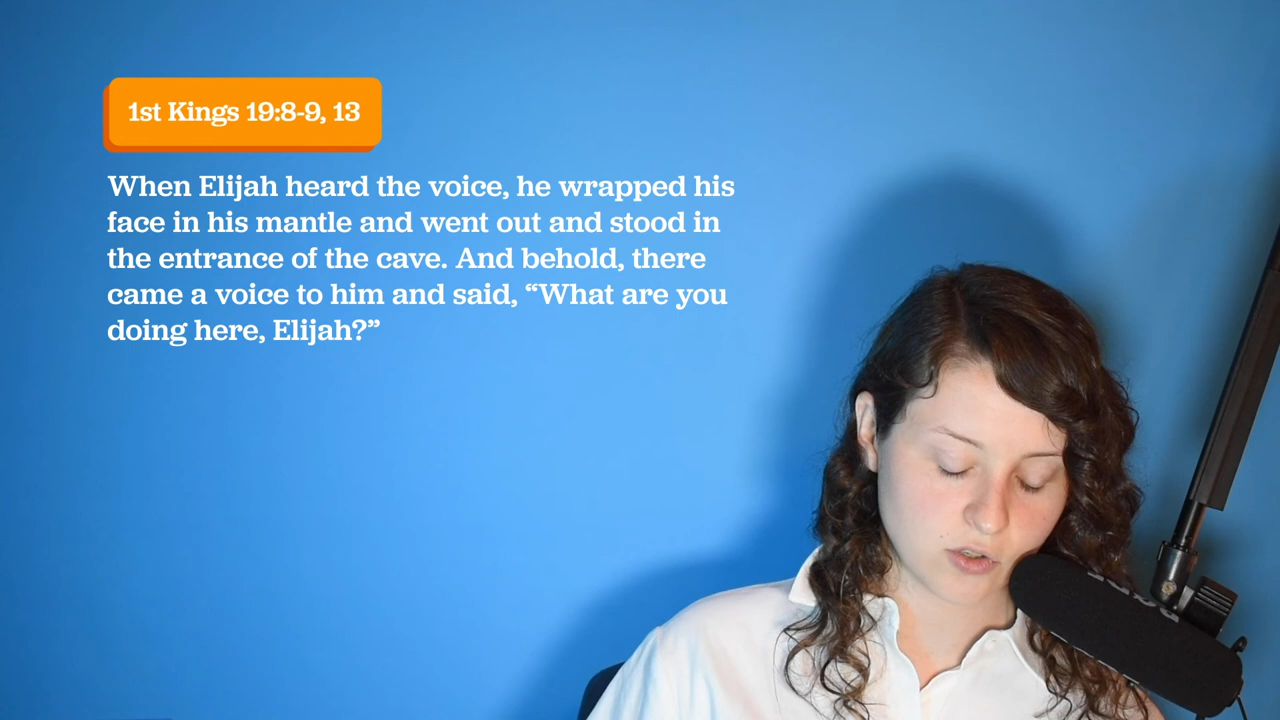 1st Kings 19:8-9, 13
When Elijah heard the voice, he wrapped his
face in his mantle and went out and stood in
the entrance of the cave. And behold, there
came a voice to him and said, “What are you
doing here, Elijah?”